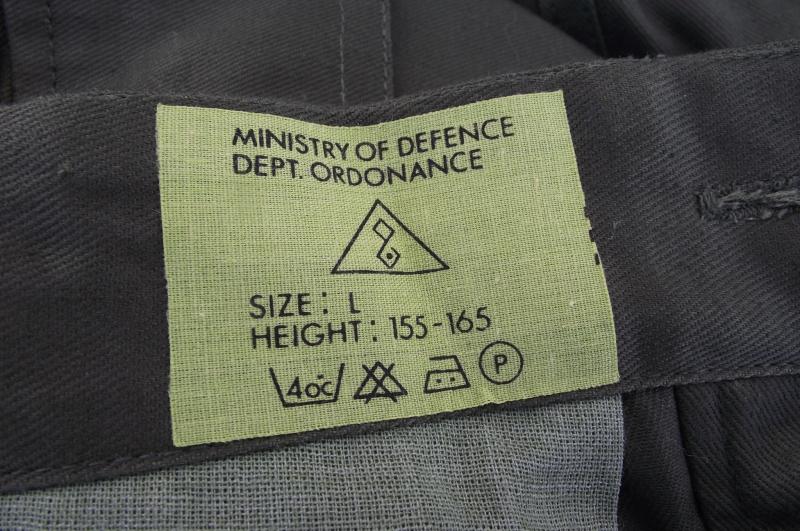 MINISTRY OF DEFENCE
DEPT. ORDONANCE
SIZE: L
HEIGHT: 155-165
40c
P